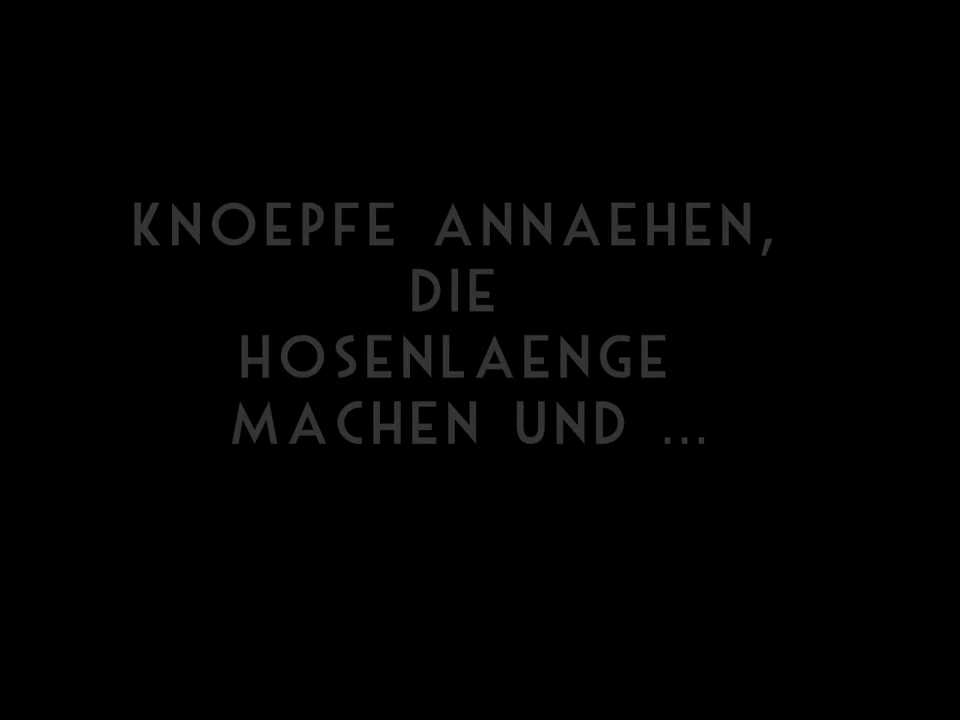 KNOEPFE ANNAEHEN,
DIE
HOSENLAENGE
MACHEN UND ...